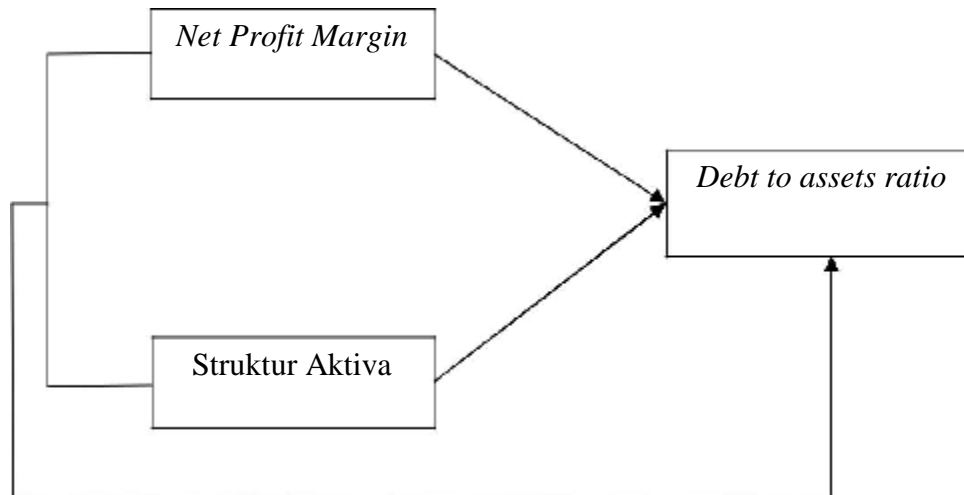 Net Profit Margin
Debt to assets ratio
Struktur Aktiva